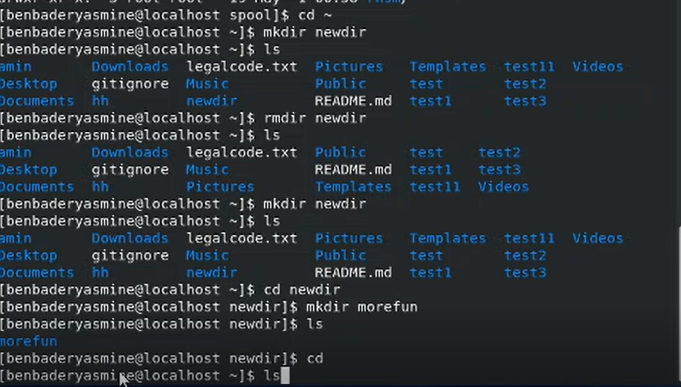 [benbaderyasmine@localhost spool]$ cd ~
[benbaderyasmine@localhost ~]$ mkdir newdir
[benbaderyasmine@localhost ~]$ ls
amin Downloads legalcode.txt Pictures Templates test11 Videos
Desktop gitignore Music Public test test2
Documents hh newdir README.md test1 test3
[benbaderyasmine@localhost ~]$ rmdir newdir
[benbaderyasmine@localhost ~]$ ls
amin Downloads legalcode.txt Public test test2
Desktop gitignore Music README.md test1 test3
Documents hh Pictures Templates test11 Videos
[benbaderyasmine@localhost ~]$ mkdir newdir
[benbaderyasmine@localhost ~]$ ls
amin Downloads legalcode.txt Pictures Templates test11 Videos
Desktop gitignore Music Public test test2
Documents hh newdir README.md test1 test3
[benbaderyasmine@localhost ~]$ cd newdir
[benbaderyasmine@localhost newdir]$ mkdir morefun
[benbaderyasmine@localhost newdir]$ ls
morefun
[benbaderyasmine@localhost newdir]$ cd
[benbaderyasmine@localhost ~]$ ls